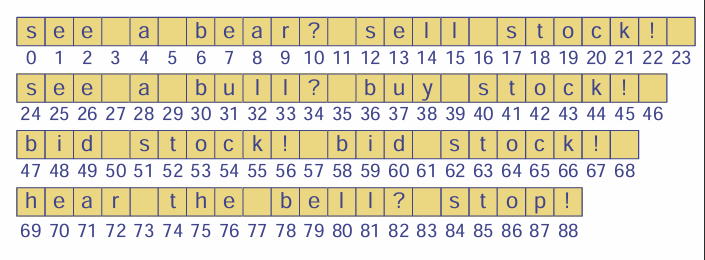 see a bear? sell stock!
0 1 2 3 4 5 6 7 8 9 10 11 12 13 14 15 16 17 18 19 20 21 22 23
see a bull? buy stock!
24 25 26 27 28 29 30 31 32 33 34 35 36 37 38 39 40 41 42 43 44 45 46
bid stock! bid stock!
47 48 49 50 51 52 53 54 55 56 57 58 59 60 61 62 63 64 65 66 67 68
hear the bell? stop!
69 70 71 72 73 74 75 76 77 78 79 80 81 82 83 84 85 86 87 88